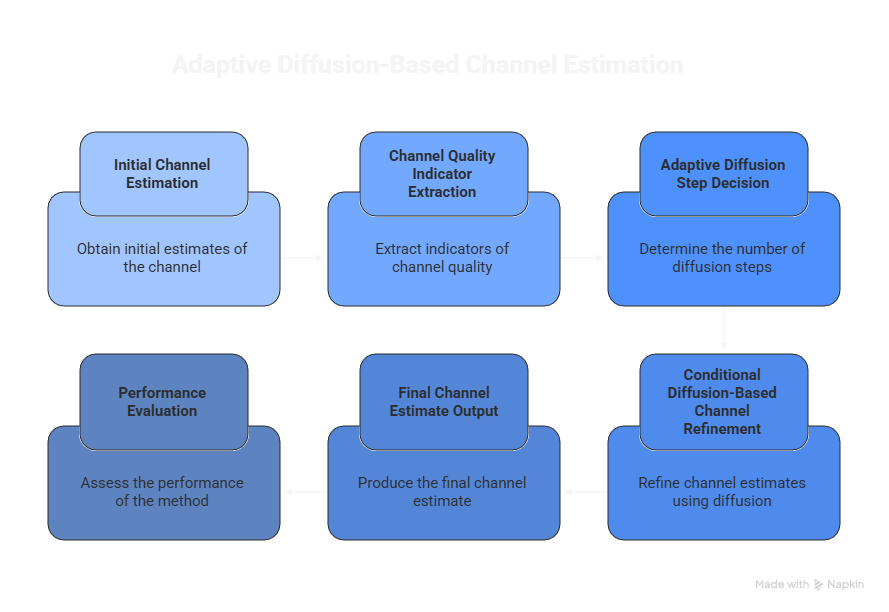 Adaptive Diffusion-Based Channel Estimation
Initial Channel
Estimation
Obtain initial estimates of
the channel
Channel Quality
Indicator
Extraction
Extract indicators of
channel quality
Adaptive Diffusion
Step Decision
Determine the number of
diffusion steps
Conditional
Diffusion-Based
Channel
Refinement
Refine channel estimates
using diffusion
Final Channel
Estimate Output
Produce the final channel
estimate
Performance
Evaluation
Assess the performance
of the method
Made with Napkin